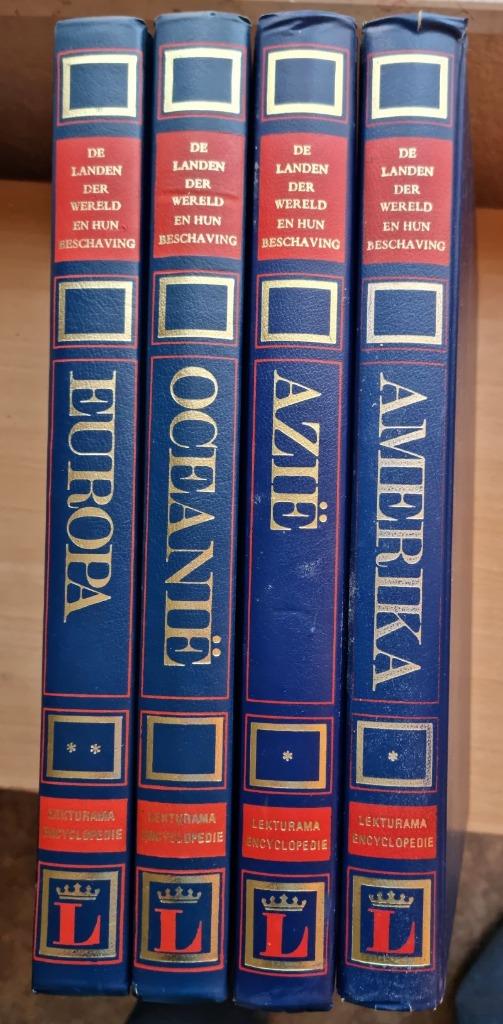 DE
LANDEN
DER
WERELD
EN HUN
BESCHAVING
EUROPA
* *
LEKTURAMA
ENCYCLOPEDIE
L
DE
LANDEN
DER
WERELD
EN HUN
BESCHAVING
OCEANIË
LEKTURAMA
ENCYCLOPEDIE
L
DE
LANDEN
DER
WERELD
EN HUN
BESCHAVING
AZIË
*
LEKTURAMA
ENCYCLOPEDIE
L
DE
LANDEN
DER
WERELD
EN HUN
BESCHAVING
AMERIKA
*
LEKTURAMA
ENCYCLOPEDIE
L